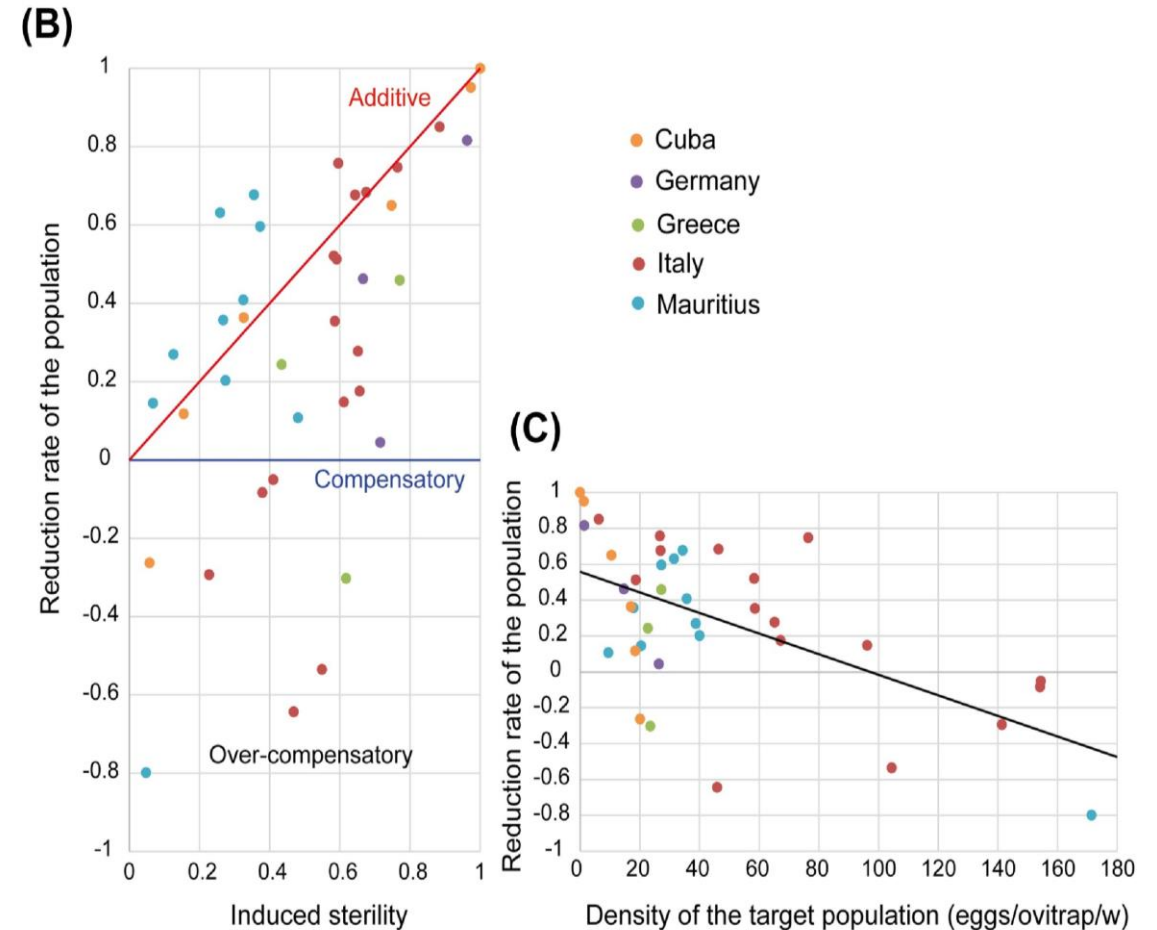 (B)
Reduction rate of the population
1
0.8
0.6
0.4
0.2
0
-0.2
-0.4
-0.6
-0.8
-1
Additive
Compensatory
Over-compensatory
0 0.2 0.4 0.6 0.8 1
Induced sterility
Cuba
Germany
Greece
Italy
Mauritius
(C)
Reduction rate of the population
1
0.8
0.6
0.4
0.2
0
-0.2
-0.4
-0.6
-0.8
-1
0 20 40 60 80 100 120 140 160 180
Density of the target population (eggs/ovitrap/w)